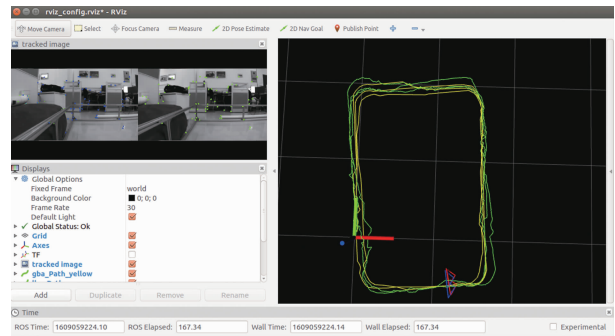 rviz_config.rviz* - RViz
Move Camera Select Focus Camera Measure 2D Pose Estimate 2D Nav Goal Publish Point
tracked image
Displays
Global Options
Fixed Frame world
Background Color 0; 0; 0
Frame Rate 30
Default Light
Global Status: Ok
Grid
Axes
TF
tracked image
gba_Path_yellow
Add Duplicate Remove Rename
Time
ROS Time: 1609059224.10 ROS Elapsed: 167.34 Wall Time: 1609059224.14 Wall Elapsed: 167.34 Experimental